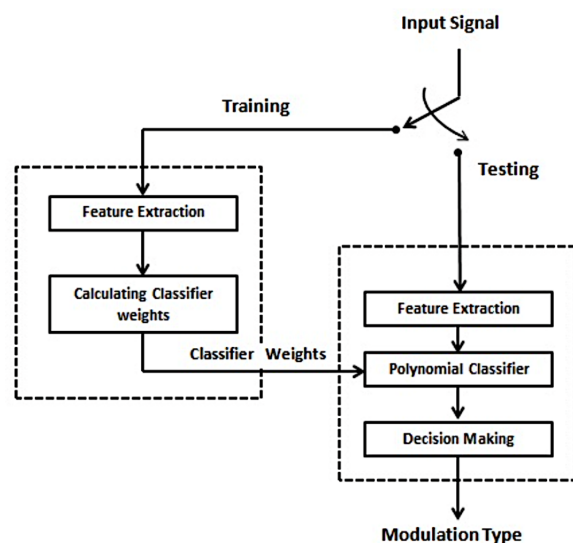 Input Signal
Training
Testing
Feature Extraction
Calculating Classifier
weights
Classifier Weights
Feature Extraction
Polynomial Classifier
Decision Making
Modulation Type